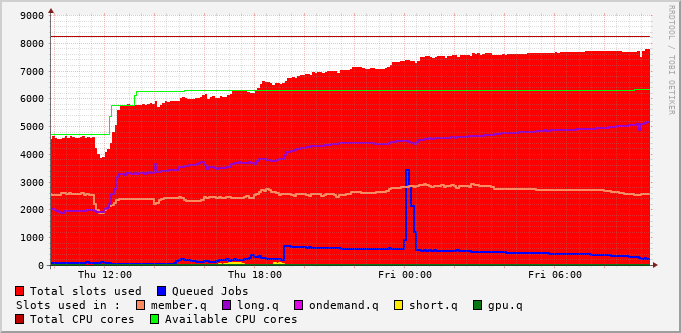 9000
8000
7000
6000
5000
4000
3000
2000
1000
0
Thu 12:00 Thu 18:00 Fri 00:00 Fri 06:00
Total slots used Queued Jobs
Slots used in : member.q long.q ondemand.q short.q gpu.q
Total CPU cores Available CPU cores
RRDTOOL / TOBI OETIKER